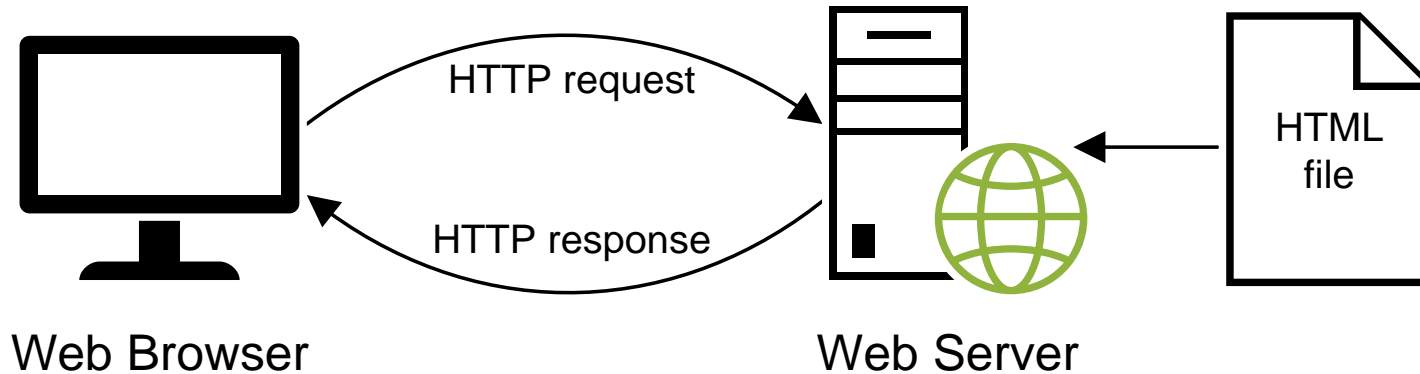 HTTP request
HTML
file
HTTP response
Web Browser
Web Server